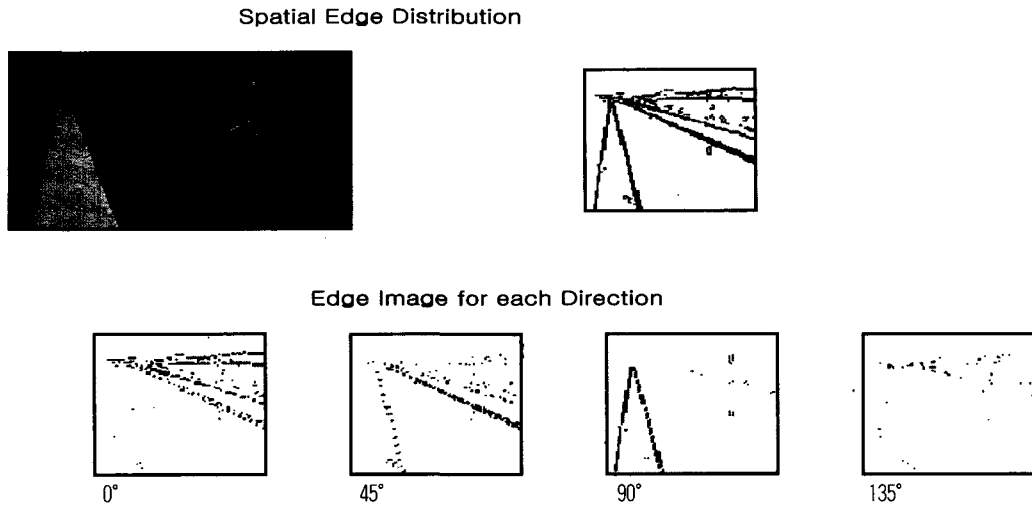 Spatial Edge Distribution
Edge Image for each Direction
0°
45°
90°
135°